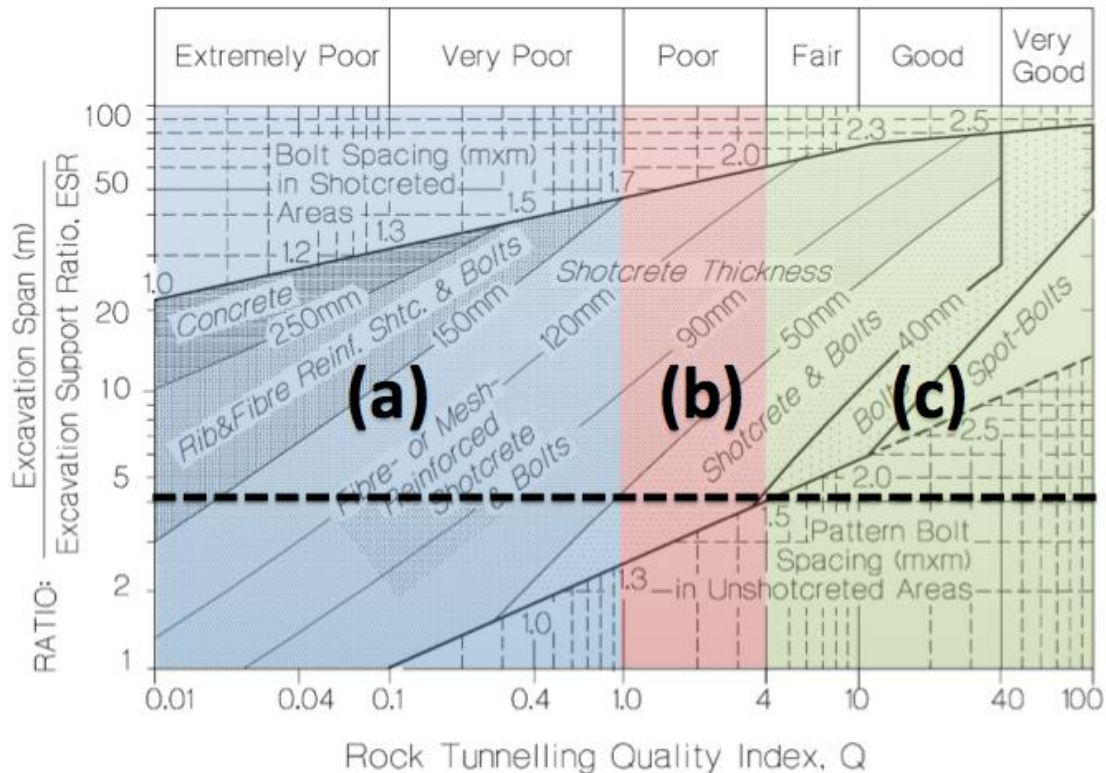 Extremely Poor
Very Poor
Poor
Fair
Good
Very
Good
100
50
20
10
5
2
1
RATIO: Excavation Span (m)
Excavation Support Ratio, ESR
Bolt Spacing (mxm)
in Shotcreted
Areas
1.0
1.2
1.3
1.5
1.7
2.0
2.3
2.5
Concrete
250mm
Rib&Fibre Reinf. Shtc. & Bolts
150mm
120mm
Shotcrete Thickness
90mm
50mm
40mm
(a)
(b)
(c)
Fibre- or Mesh-
Reinforced
Shotcrete
& Bolts
Shotcrete & Bolts
Bolts
Spot-Bolts
2.5
2.0
.5
1.3
1.0
Pattern Bolt
Spacing (mxm)
in Unshotcreted Areas
0.01
0.04
0.1
0.4
1.0
4
10
40
100
Rock Tunnelling Quality Index, Q